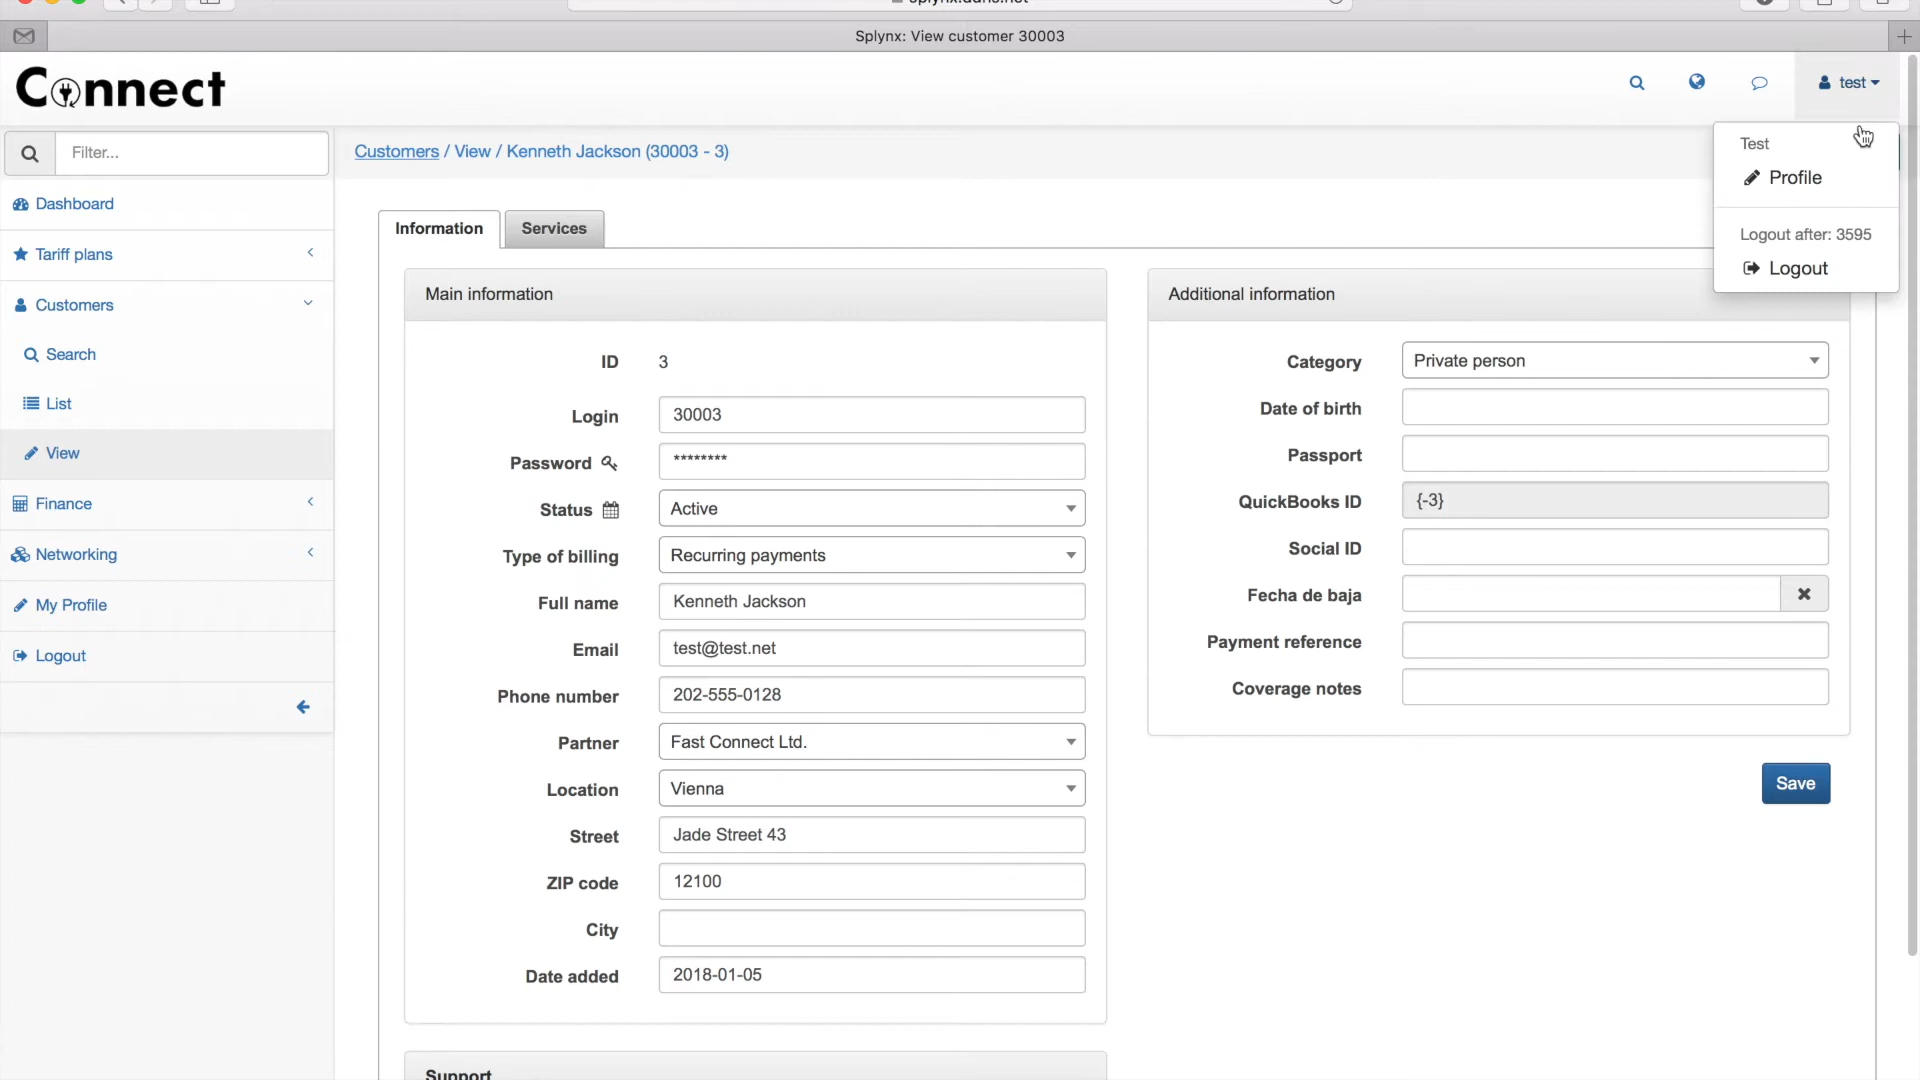 Splynx: View customer 30003
Connect
test
Filter...
Customers / View / Kenneth Jackson (30003 - 3)
Test
Profile
Logout after: 3595
Logout
Dashboard
Tariff plans
Customers
Search
List
View
Finance
Networking
My Profile
Logout
Information
Services
Main information
ID 3
Login 30003
Password ********
Status Active
Type of billing Recurring payments
Full name Kenneth Jackson
Email test@test.net
Phone number 202-555-0128
Partner Fast Connect Ltd.
Location Vienna
Street Jade Street 43
ZIP code 12100
City
Date added 2018-01-05
Additional information
Category Private person
Date of birth
Passport
QuickBooks ID {-3}
Social ID
Fecha de baja
Payment reference
Coverage notes
Save
Support